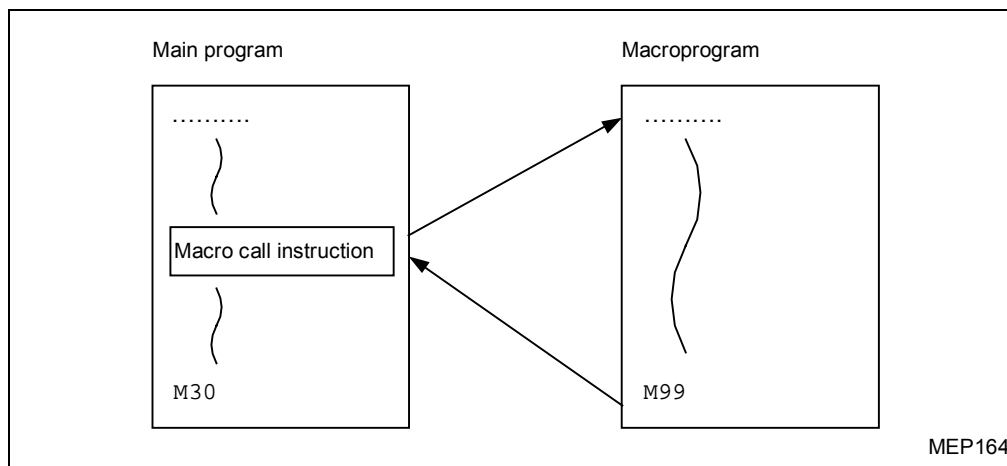 Main program
Macroprogram
..........
..........
Macro call instruction
M30
M99
MEP164